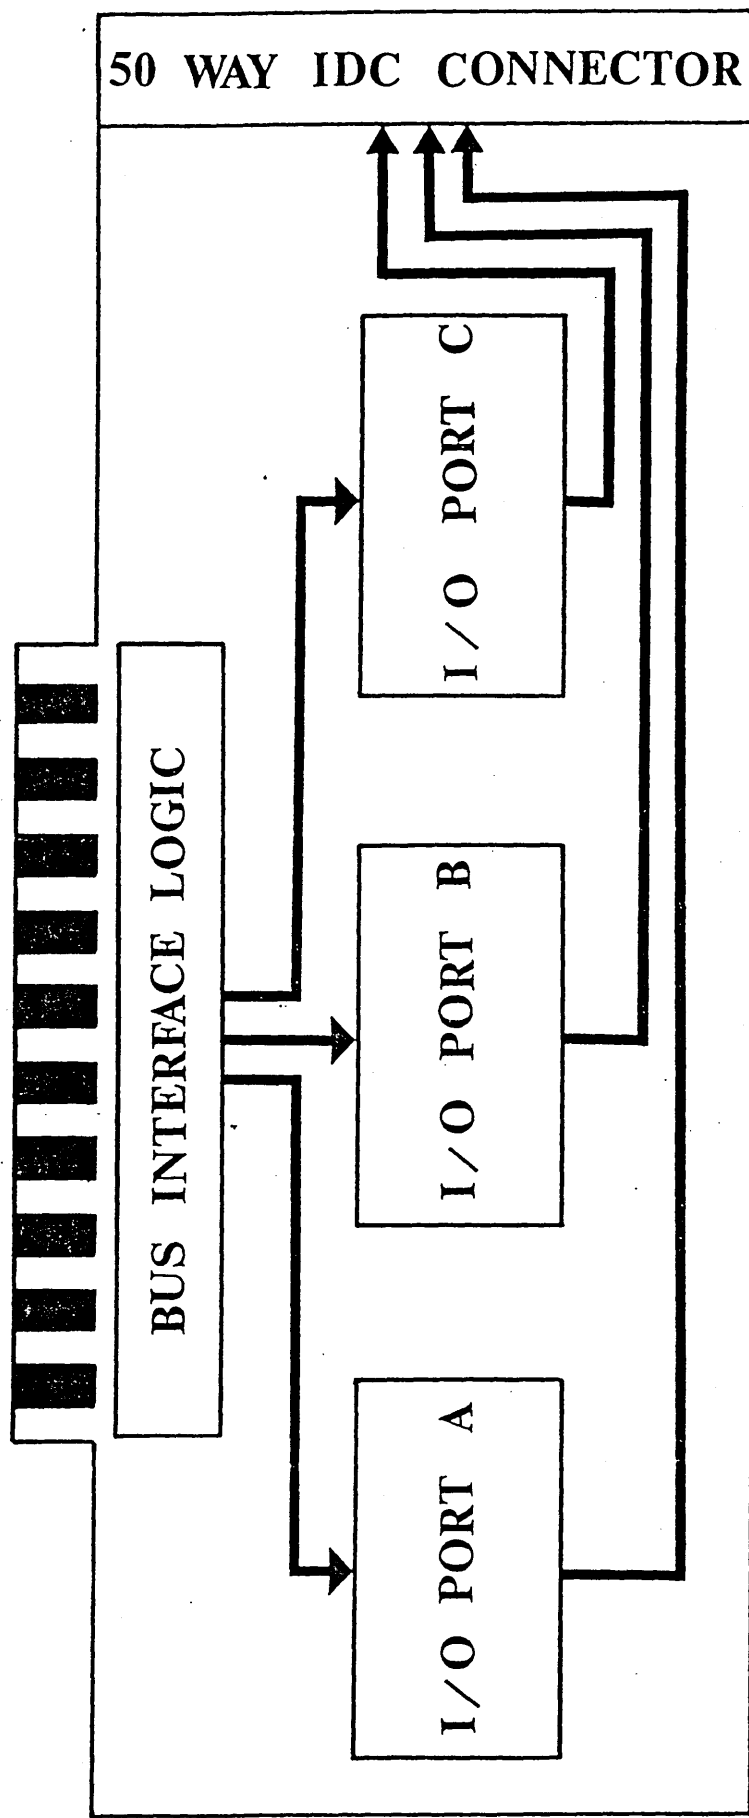 50 WAY IDC CONNECTOR
I/O PORT C
BUS INTERFACE LOGIC
I/O PORT B
I/O PORT A